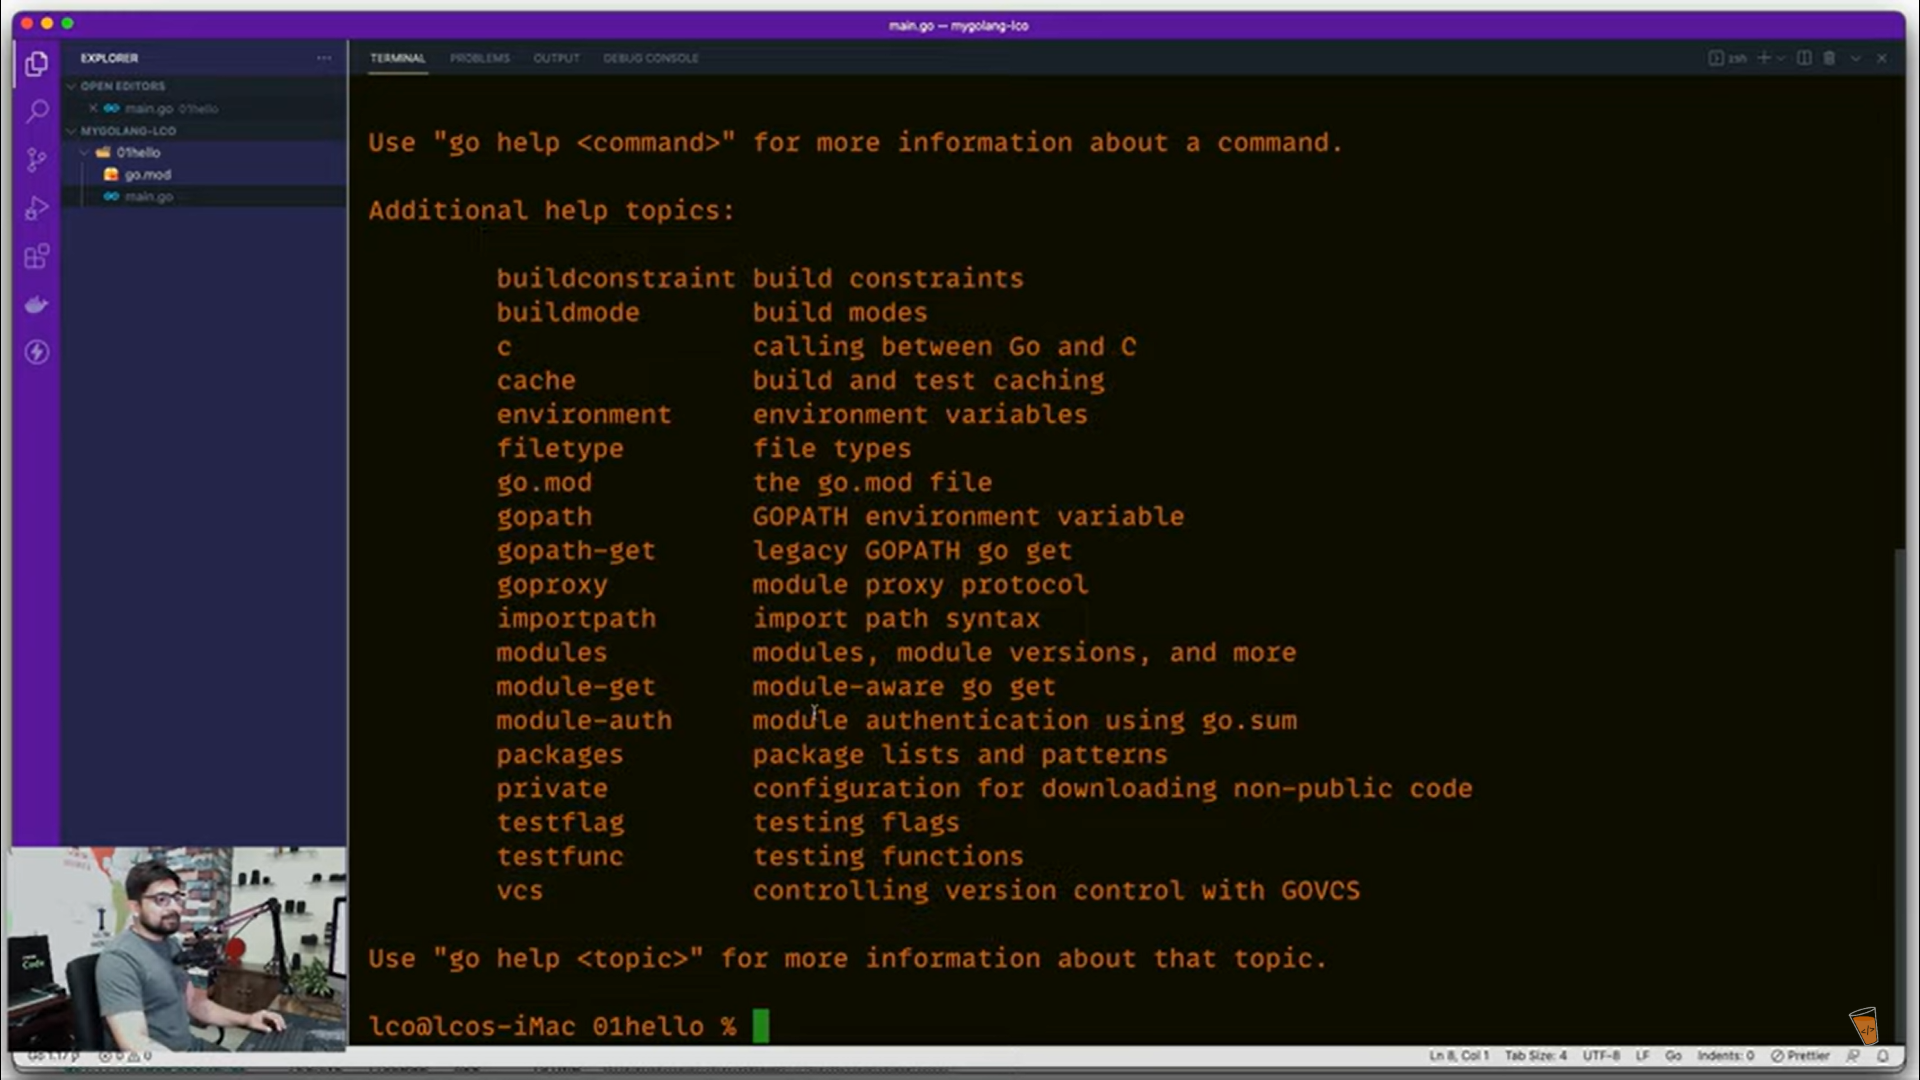 main.go — mygolang-lco
EXPLORER
TERMINAL PROBLEMS OUTPUT DEBUG CONSOLE
zsh
OPEN EDITORS
main.go 01hello
MYGOLANG-LCO
01hello
go.mod
main.go
Use "go help <command>" for more information about a command.
Additional help topics:
buildconstraint build constraints
buildmode build modes
c calling between Go and C
cache build and test caching
environment environment variables
filetype file types
go.mod the go.mod file
gopath GOPATH environment variable
gopath-get legacy GOPATH go get
goproxy module proxy protocol
importpath import path syntax
modules modules, module versions, and more
module-get module-aware go get
module-auth module authentication using go.sum
packages package lists and patterns
private configuration for downloading non-public code
testflag testing flags
testfunc testing functions
vcs controlling version control with GOVCS
Use "go help <topic>" for more information about that topic.
lco@lcos-iMac 01hello %
Ln 8, Col 1 Tab Size: 4 UTF-8 LF Go Indents: 0 Prettier